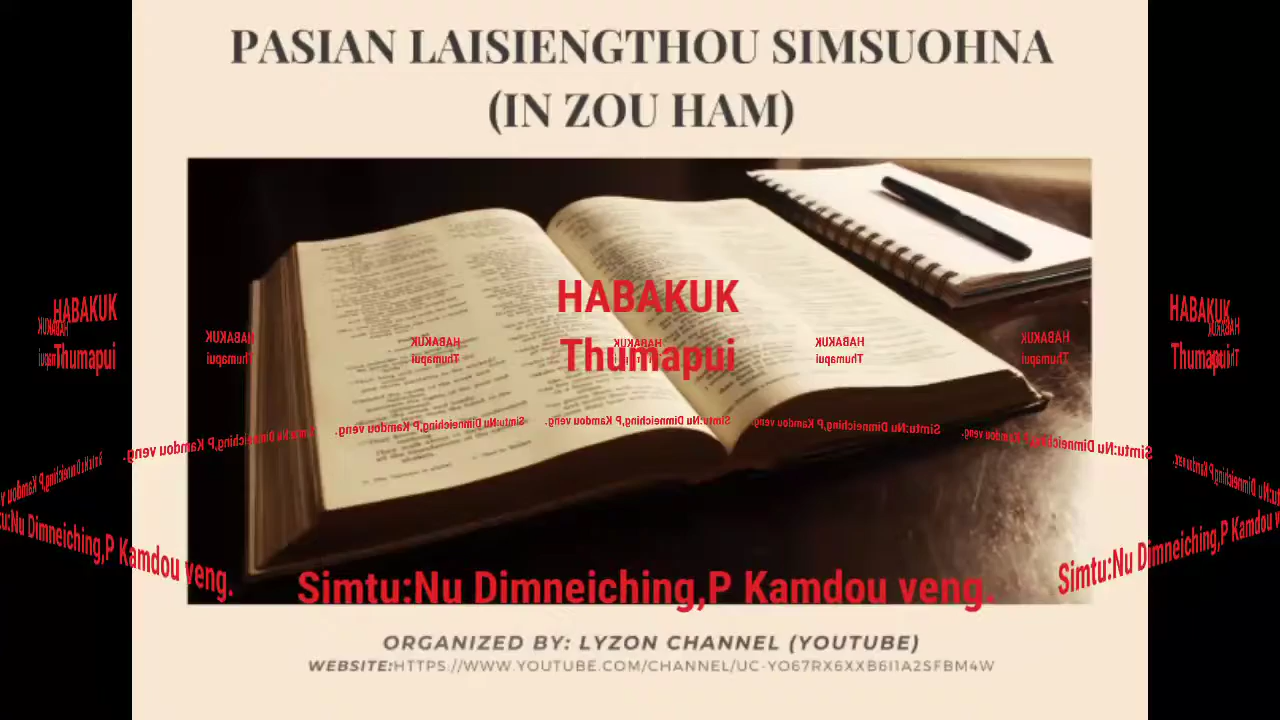 PASIAN LAISIENGTHOU SIMSUOHNA
(IN ZOU HAM)
HABAKUK
Thumapui
Simtu:Nu Dimneiching,P Kamdou veng.
ORGANIZED BY: LYZON CHANNEL (YOUTUBE)
WEBSITE:HTTPS://WWW.YOUTUBE.COM/CHANNEL/UC-YO67RX6XXB6I1A2SFBM4W